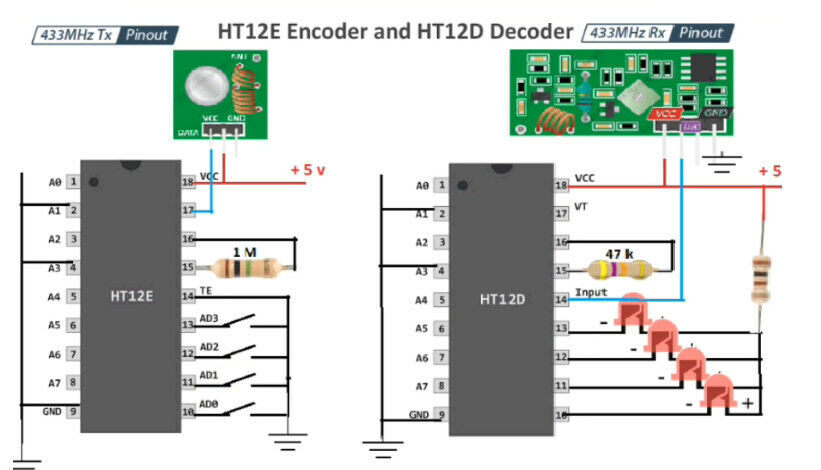 433MHz Tx Pinout
HT12E Encoder and HT12D Decoder
433MHz Rx Pinout
ANT
VCC GND
DATA
VCC
GND
+ 5 v
+ 5
A0 1
A1 2
A2 3
A3 4
A4 5
A5 6
A6 7
A7 8
GND 9
HT12E
18 VCC
17
16
15
1 M
14 TE
13 AD3
12 AD2
11 AD1
10 AD0
A0 1
A1 2
A2 3
A3 4
A4 5
A5 6
A6 7
A7 8
GND 9
HT12D
18 VCC
17 VT
16
15
47 k
14 Input
13 -
12 -
11 -
10 - +